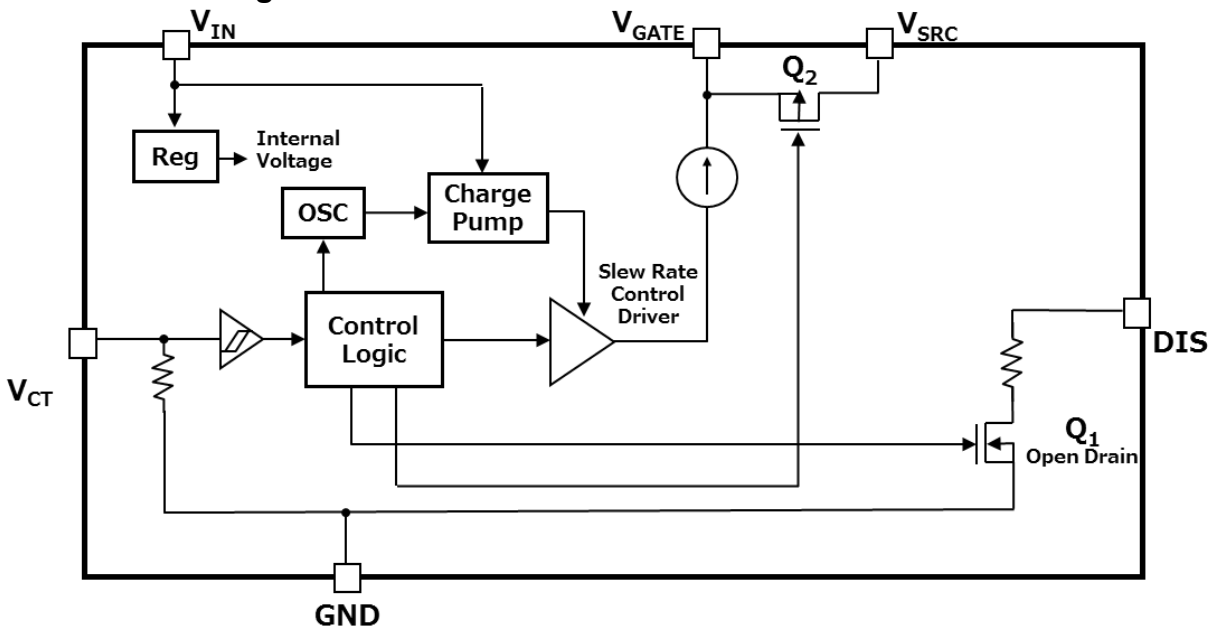 V_IN
V_GATE
V_SRC
Q_2
Reg
Internal
Voltage
OSC
Charge
Pump
Slew Rate
Control
Driver
Control
Logic
DIS
V_CT
Q_1
Open Drain
GND